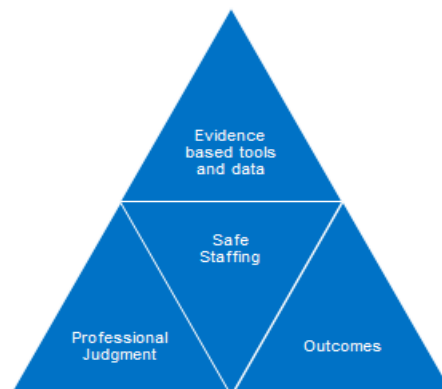 Evidence
based tools
and data
Safe
Staffing
Professional
Judgment
Outcomes